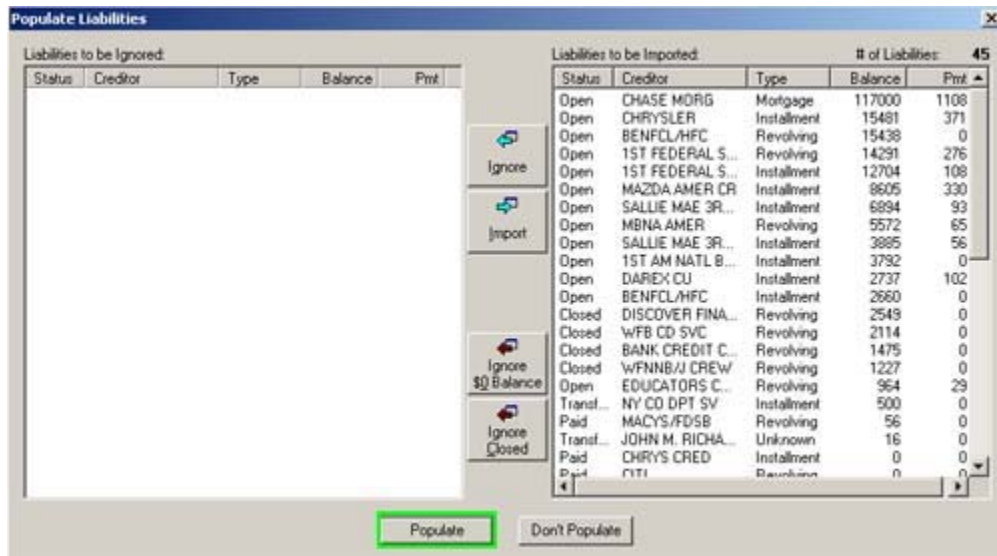 Populate Liabilities
Liabilities to be Ignored:
Status Creditor Type Balance Pmt
Ignore
Import
Ignore
$0 Balance
Ignore
Closed
Liabilities to be Imported: # of Liabilities: 45
Status Creditor Type Balance Pmt
Open CHASE MORG Mortgage 117000 1108
Open CHRYSLER Installment 15481 371
Open BENFCL/HFC Revolving 15438 0
Open 1ST FEDERAL S... Revolving 14291 276
Open 1ST FEDERAL S... Installment 12704 108
Open MAZDA AMER CR Installment 8605 330
Open SALLIE MAE 3R... Installment 6894 93
Open MBNA AMER Revolving 5572 65
Open SALLIE MAE 3R... Installment 3885 56
Open 1ST AM NATL B... Installment 3792 0
Open DAREX CU Installment 2737 102
Open BENFCL/HFC Installment 2660 0
Closed DISCOVER FINA... Revolving 2549 0
Closed WFB CD SVC Revolving 2114 0
Closed BANK CREDIT C... Revolving 1475 0
Closed WFNNB/J CREW Revolving 1227 0
Open EDUCATORS C... Revolving 964 29
Transf... NY CO DPT SV Installment 500 0
Paid MACYS/FDSB Revolving 56 0
Transf... JOHN M. RICHA... Unknown 16 0
Paid CHRYS CRED Installment 0 0
Paid CITI Revolving 0 0
Populate
Don't Populate